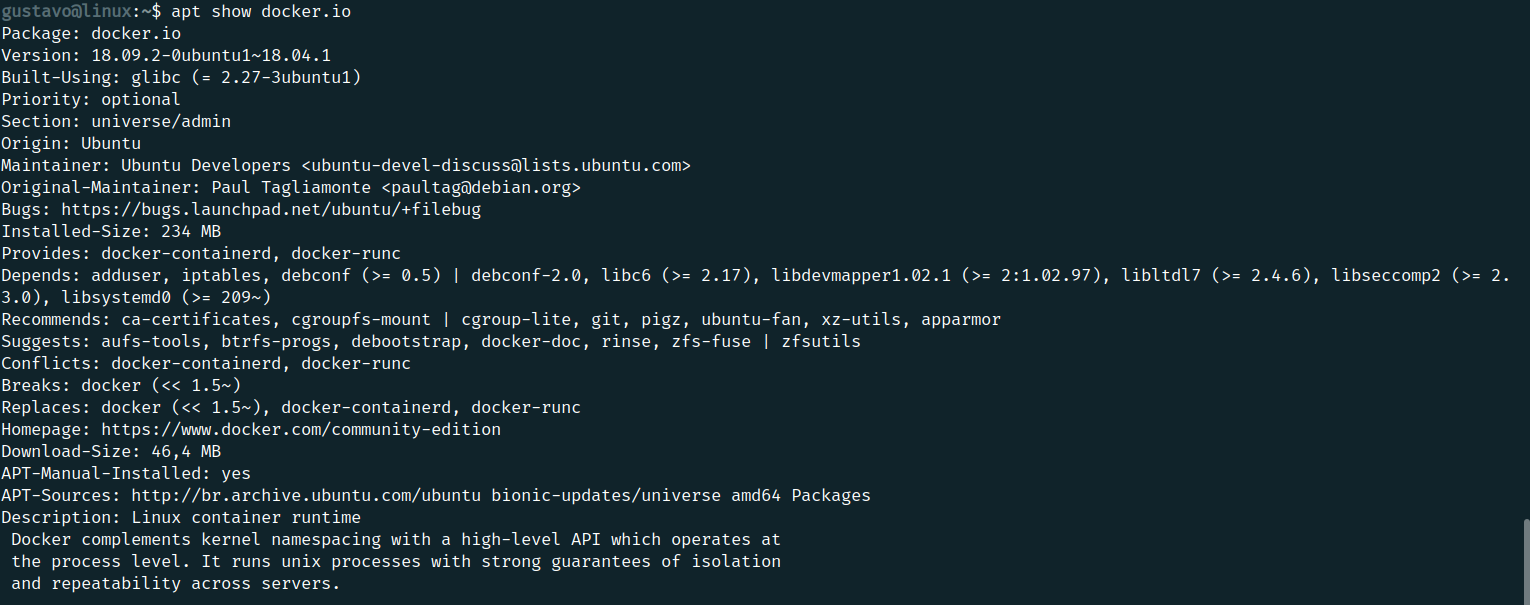 gustavo@linux:~$ apt show docker.io
Package: docker.io
Version: 18.09.2-0ubuntu1~18.04.1
Built-Using: glibc (= 2.27-3ubuntu1)
Priority: optional
Section: universe/admin
Origin: Ubuntu
Maintainer: Ubuntu Developers <ubuntu-devel-discuss@lists.ubuntu.com>
Original-Maintainer: Paul Tagliamonte <paultag@debian.org>
Bugs: https://bugs.launchpad.net/ubuntu/+filebug
Installed-Size: 234 MB
Provides: docker-containerd, docker-runc
Depends: adduser, iptables, debconf (>= 0.5) | debconf-2.0, libc6 (>= 2.17), libdevmapper1.02.1 (>= 2:1.02.97), libltdl7 (>= 2.4.6), libseccomp2 (>= 2.
3.0), libsystemd0 (>= 209~)
Recommends: ca-certificates, cgroupfs-mount | cgroup-lite, git, pigz, ubuntu-fan, xz-utils, apparmor
Suggests: aufs-tools, btrfs-progs, debootstrap, docker-doc, rinse, zfs-fuse | zfsutils
Conflicts: docker-containerd, docker-runc
Breaks: docker (<< 1.5~)
Replaces: docker (<< 1.5~), docker-containerd, docker-runc
Homepage: https://www.docker.com/community-edition
Download-Size: 46,4 MB
APT-Manual-Installed: yes
APT-Sources: http://br.archive.ubuntu.com/ubuntu bionic-updates/universe amd64 Packages
Description: Linux container runtime
 Docker complements kernel namespacing with a high-level API which operates at
 the process level. It runs unix processes with strong guarantees of isolation
 and repeatability across servers.